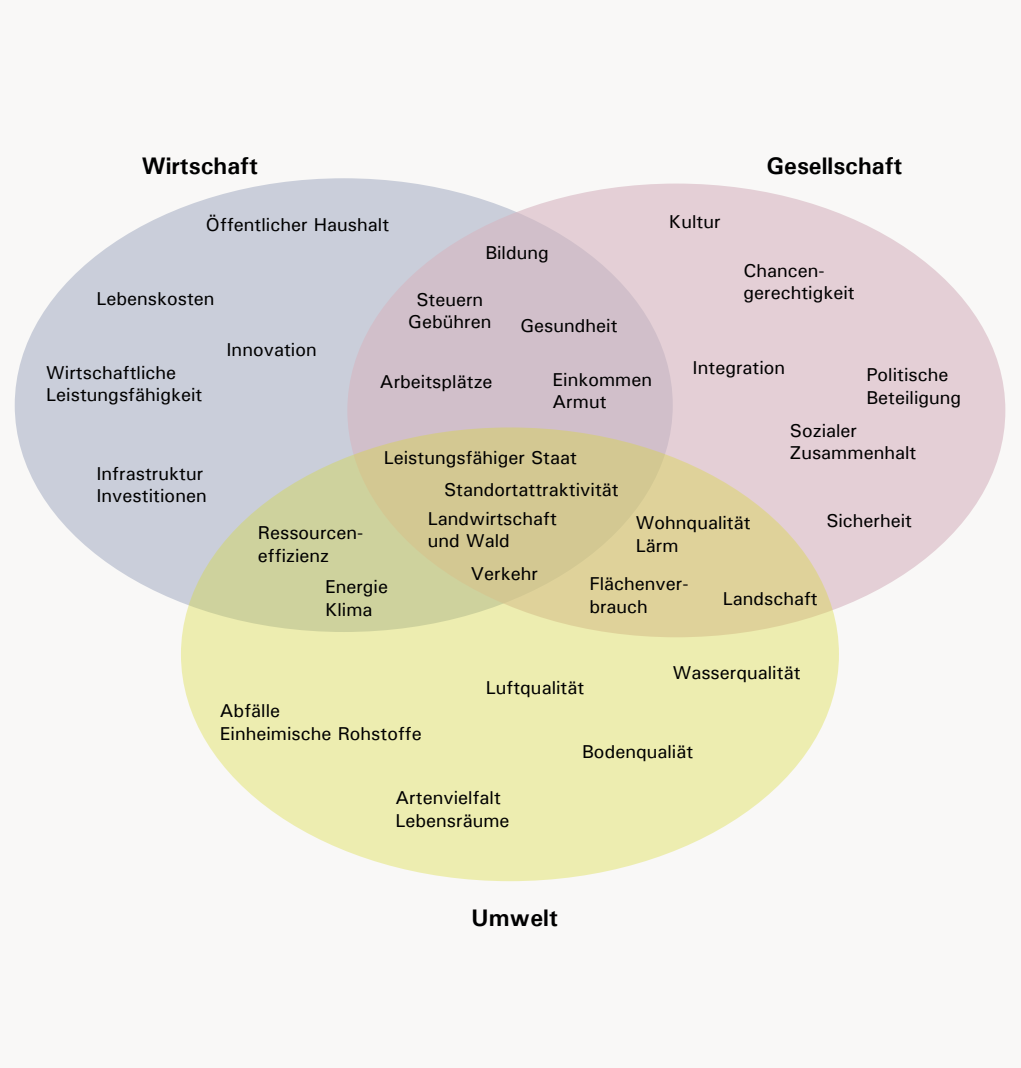 Wirtschaft
Gesellschaft
Öffentlicher Haushalt
Kultur
Bildung
Chancen-
gerechtigkeit
Lebenskosten
Steuern
Gebühren
Gesundheit
Innovation
Wirtschaftliche
Leistungsfähigkeit
Arbeitsplätze
Einkommen
Armut
Integration
Politische
Beteiligung
Sozialer
Zusammenhalt
Leistungsfähiger Staat
Infrastruktur
Investitionen
Standortattraktivität
Landwirtschaft
und Wald
Wohnqualität
Lärm
Sicherheit
Ressourcen-
effizienz
Verkehr
Energie
Klima
Flächenver-
brauch
Landschaft
Wasserqualität
Luftqualität
Abfälle
Einheimische Rohstoffe
Bodenqualiät
Artenvielfalt
Lebensräume
Umwelt